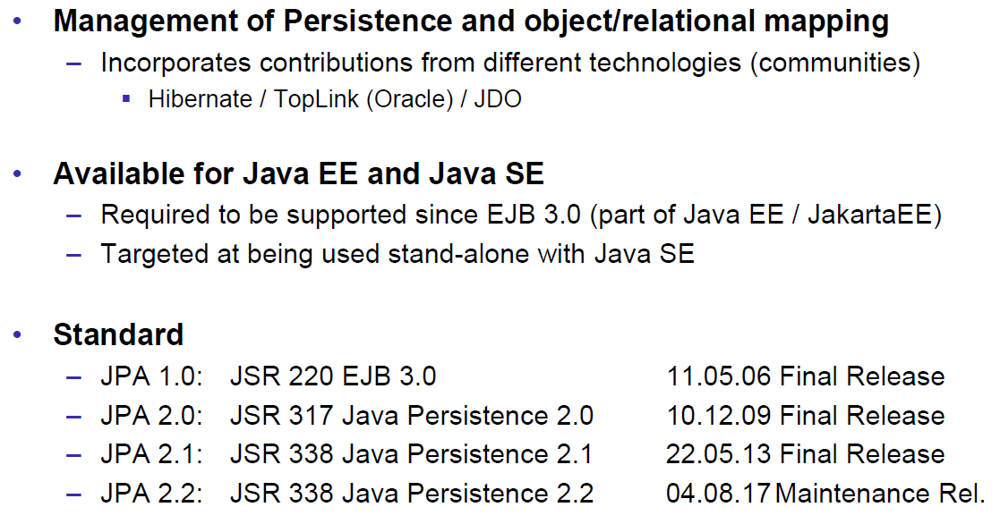 • Management of Persistence and object/relational mapping
– Incorporates contributions from different technologies (communities)
▪ Hibernate / TopLink (Oracle) / JDO
• Available for Java EE and Java SE
– Required to be supported since EJB 3.0 (part of Java EE / JakartaEE)
– Targeted at being used stand-alone with Java SE
• Standard
– JPA 1.0: JSR 220 EJB 3.0 11.05.06 Final Release
– JPA 2.0: JSR 317 Java Persistence 2.0 10.12.09 Final Release
– JPA 2.1: JSR 338 Java Persistence 2.1 22.05.13 Final Release
– JPA 2.2: JSR 338 Java Persistence 2.2 04.08.17 Maintenance Rel.